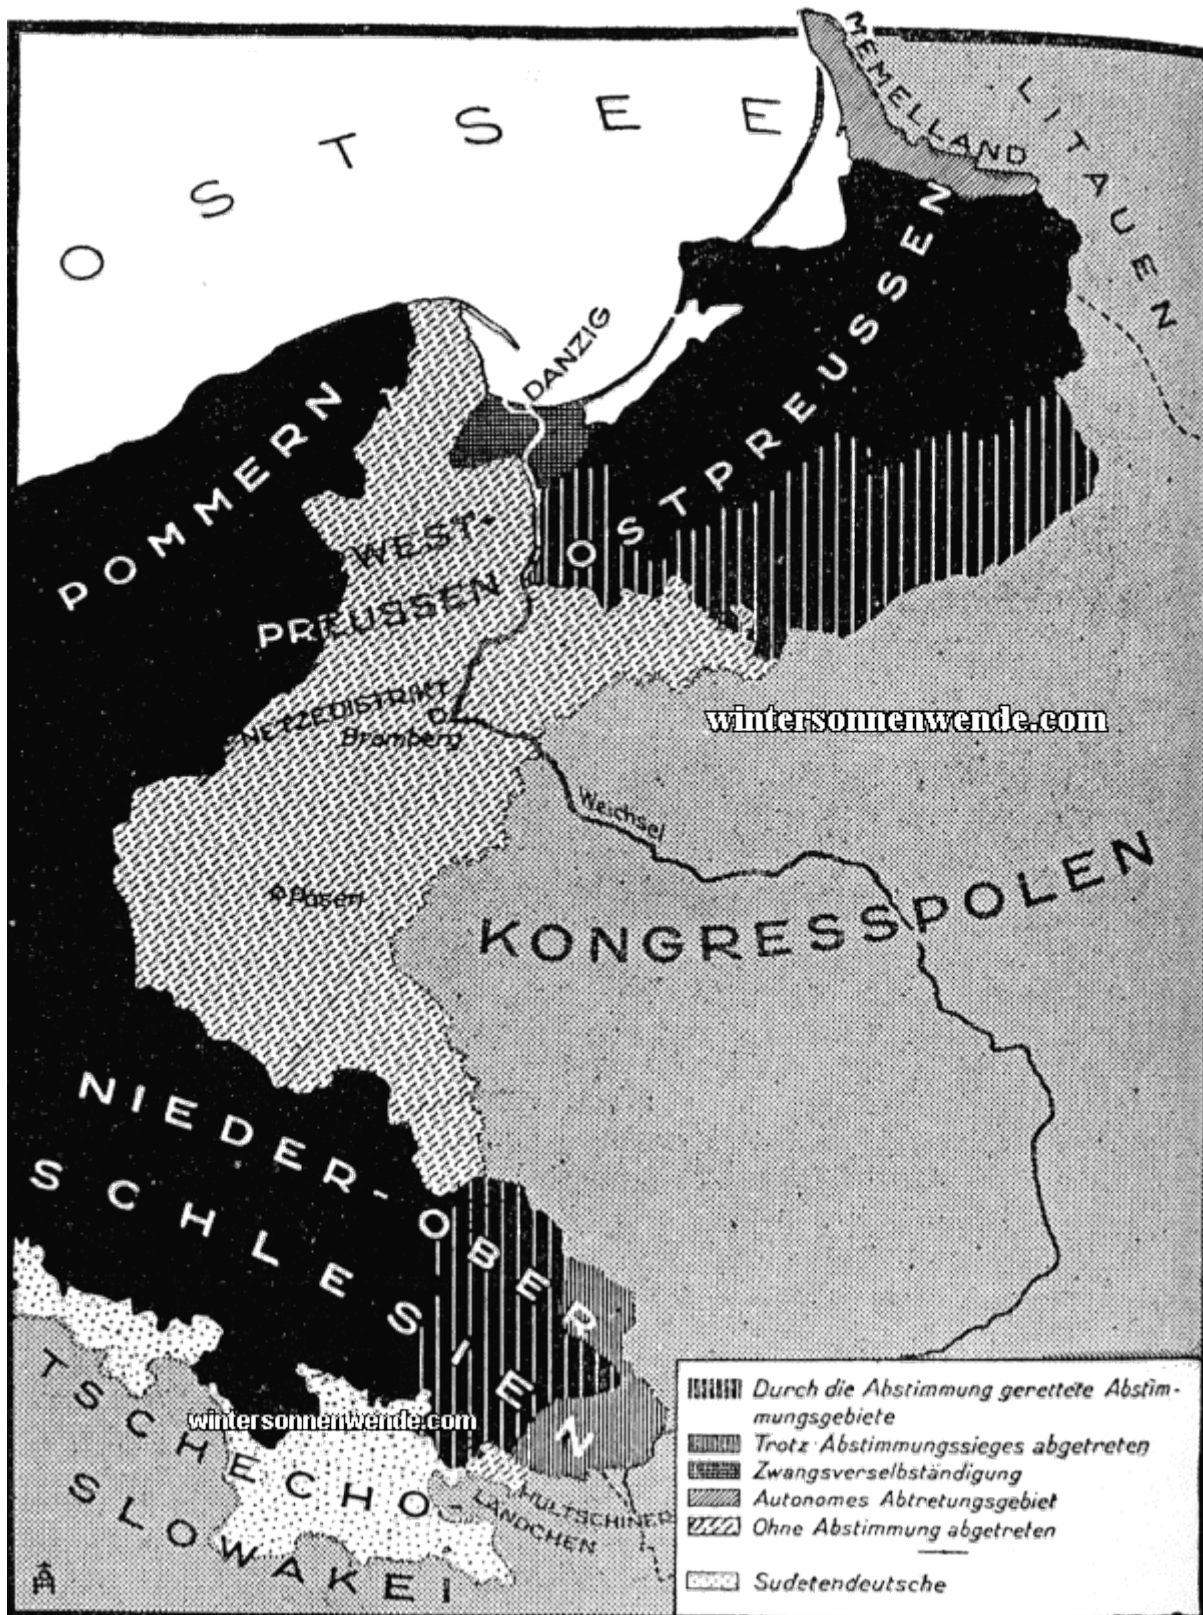 OSTSEE
MEMELLAND
LITAUEN
DANZIG
POMMERN
OSTPREUSSEN
WEST-
PREUSSEN
NETZEDISTRIKT
Bromberg
wintersonnenwende.com
Weichsel
Posen
KONGRESSPOLEN
NIEDER-OBER
SCHLESIEN
wintersonnenwende.com
TSCHECHO
SLOWAKEI
HULTSCHINER
LÄNDCHEN
Durch die Abstimmung gerettete Abstim-
mungsgebiete
Trotz Abstimmungssieges abgetreten
Zwangsverselbständigung
Autonomes Abtretungsgebiet
Ohne Abstimmung abgetreten
Sudetendeutsche